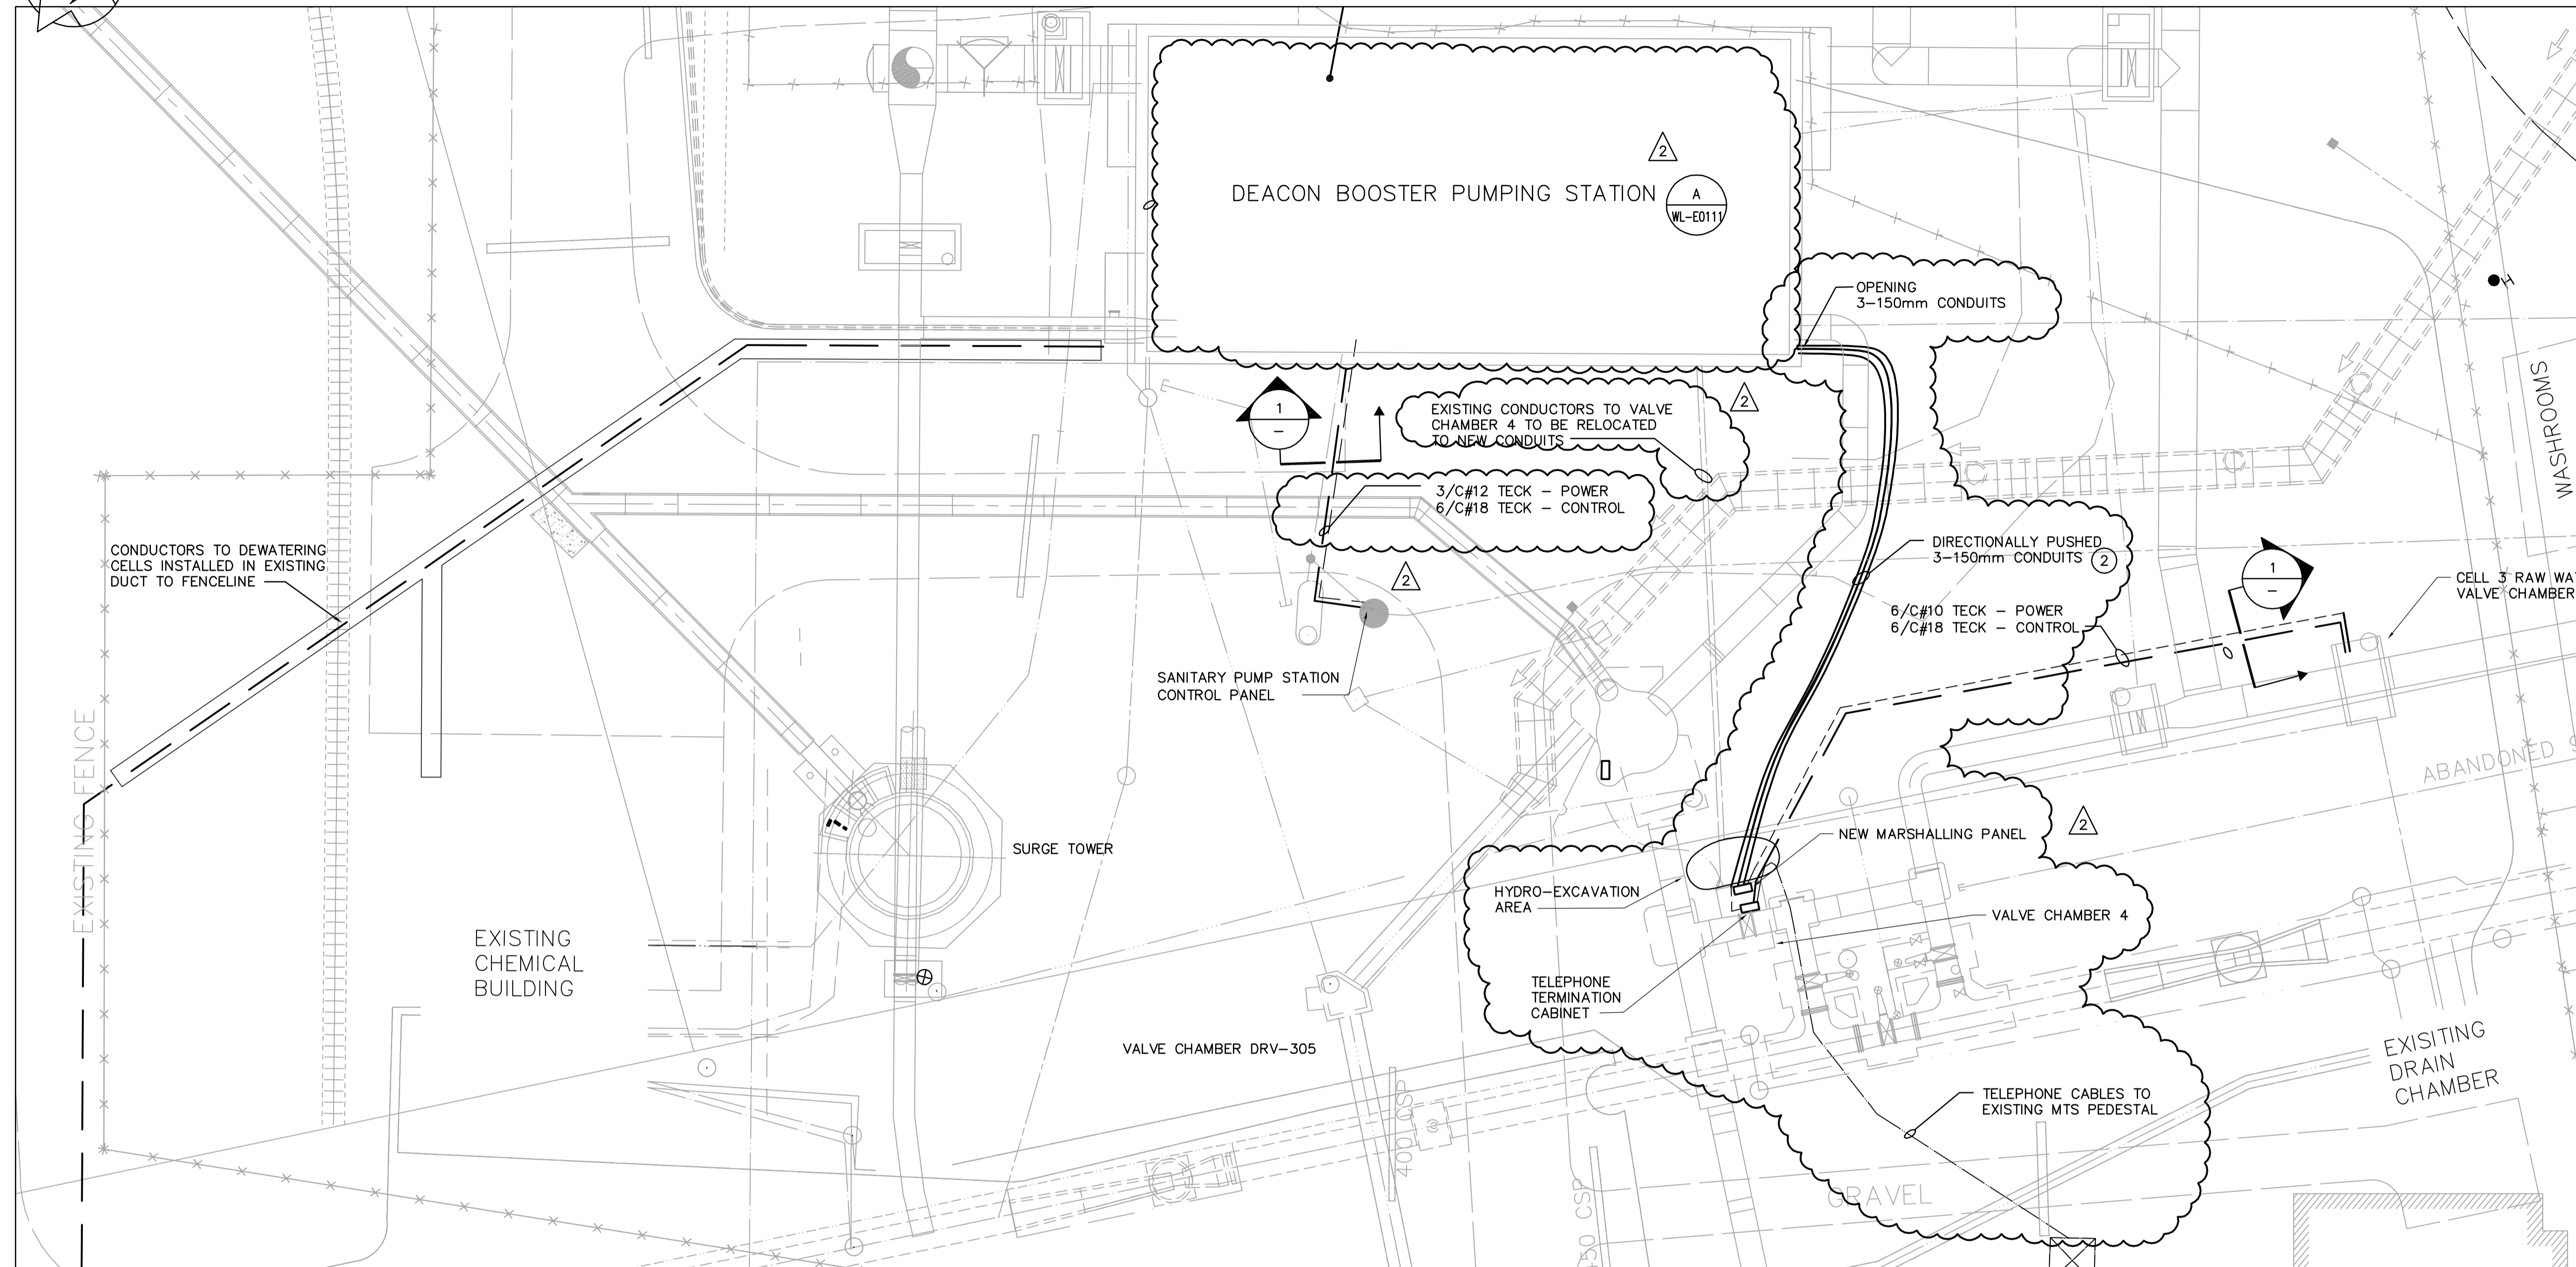 2
DEACON BOOSTER PUMPING STATION
A
WL-E0111
OPENING
3-150mm CONDUITS
H
WASHROOMS
1
-
EXISTING CONDUCTORS TO VALVE
CHAMBER 4 TO BE RELOCATED
TO NEW CONDUITS
2
3/C#12 TECK - POWER
6/C#18 TECK - CONTROL
2
CONDUCTORS TO DEWATERING
CELLS INSTALLED IN EXISTING
DUCT TO FENCELINE
DIRECTIONALLY PUSHED
3-150mm CONDUITS 2
1
-
CELL 3 RAW WA
VALVE CHAMBER
6/C#10 TECK - POWER
6/C#18 TECK - CONTROL
SANITARY PUMP STATION
CONTROL PANEL
EXISTING FENCE
ABANDONED S
SURGE TOWER
NEW MARSHALLING PANEL
2
HYDRO-EXCAVATION
AREA
VALVE CHAMBER 4
EXISTING
CHEMICAL
BUILDING
TELEPHONE
TERMINATION
CABINET
VALVE CHAMBER DRV-305
EXISITING
DRAIN
CHAMBER
400 CSP
TELEPHONE CABLES TO
EXISTING MTS PEDESTAL
GRAVEL
450 CSP